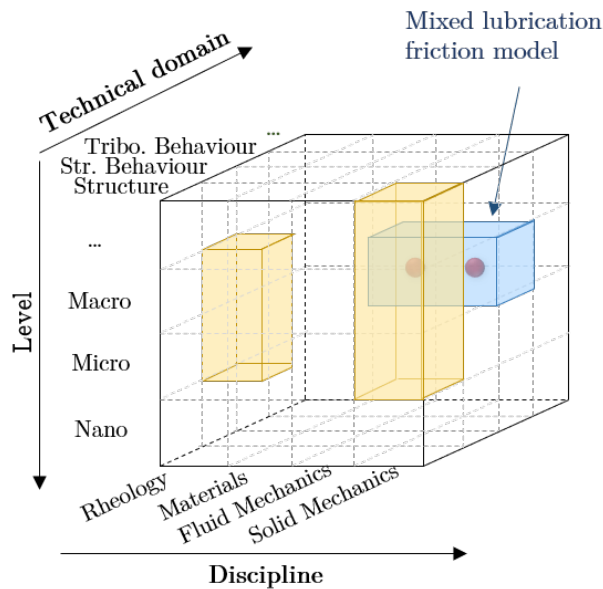 Mixed lubrication
friction model
Technical domain
...
Tribo. Behaviour
Str. Behaviour
Structure
...
Macro
Level
Micro
Nano
Rheology
Materials
Fluid Mechanics
Solid Mechanics
Discipline